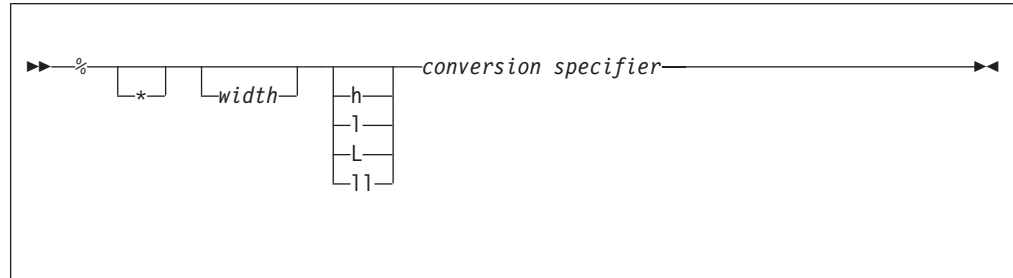 % conversion specifier
* width h
l
L
ll